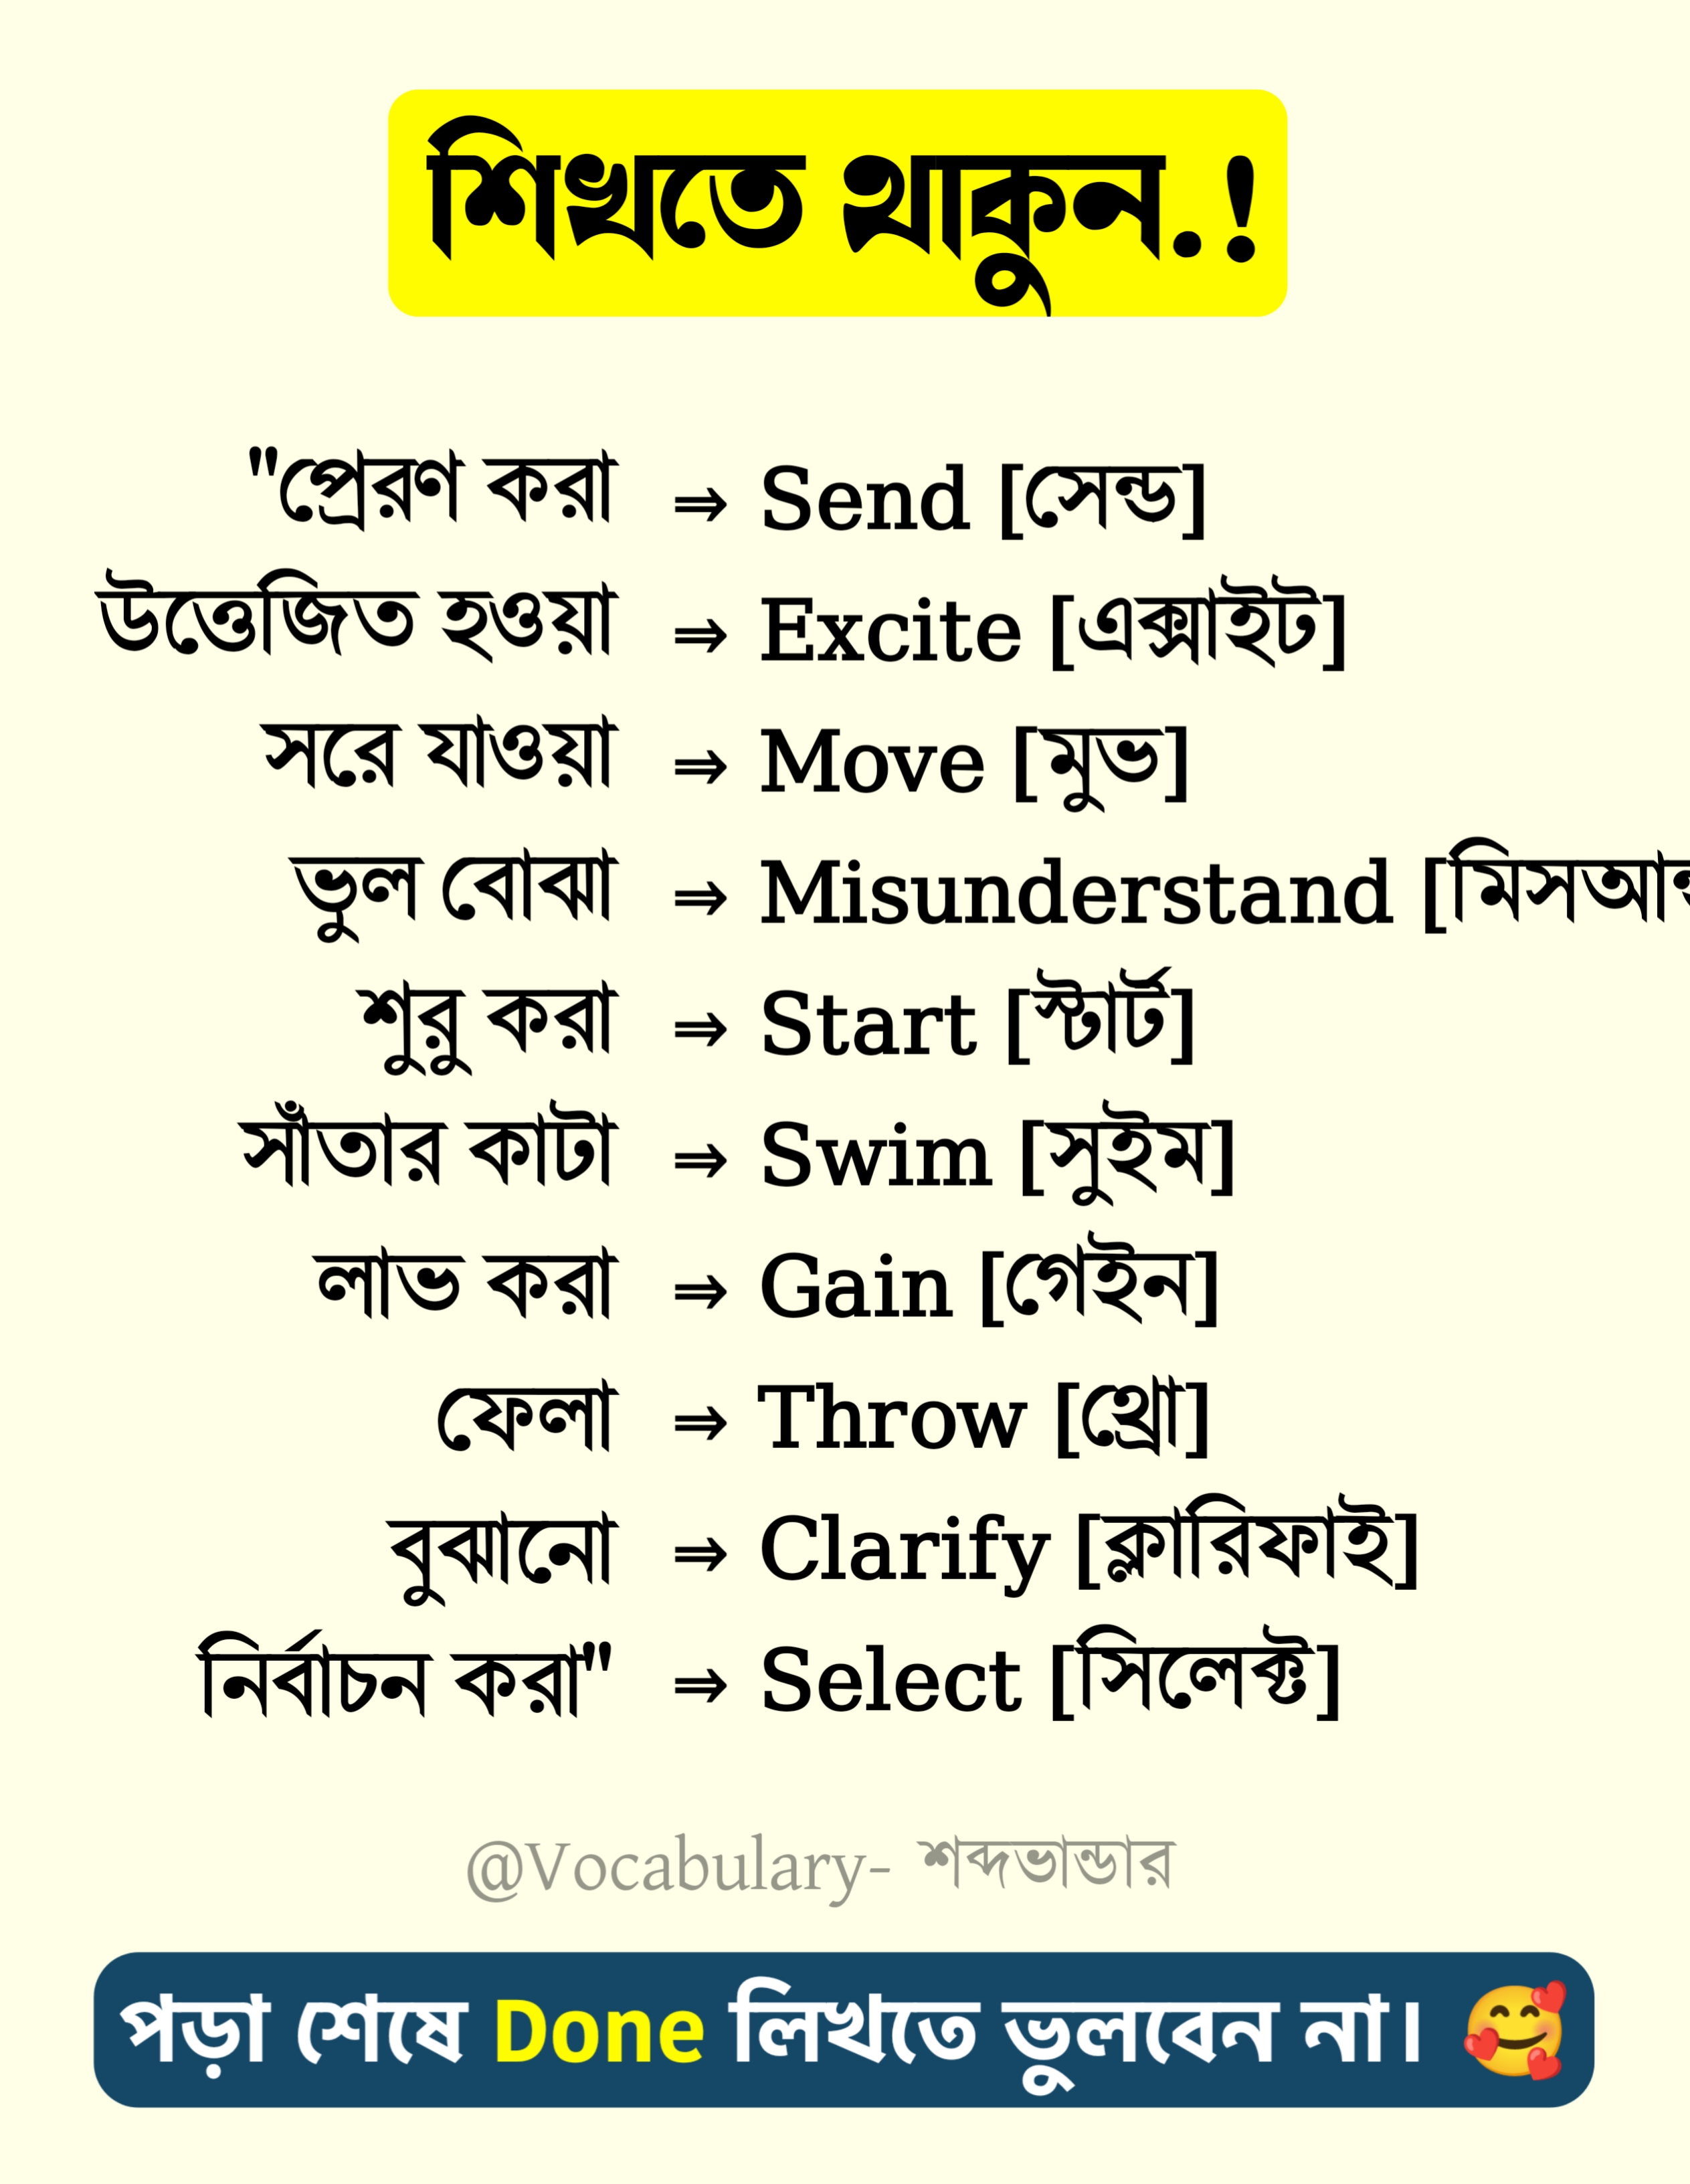 শিখতে থাকুন.!
"প্রেরণ করা ⇒ Send [সেন্ড]
উত্তেজিত হওয়া ⇒ Excite [এক্সাইট]
সরে যাওয়া ⇒ Move [মুভ]
ভুল বোঝা ⇒ Misunderstand
শুরু করা ⇒ Start [স্টার্ট]
সাঁতার কাটা ⇒ Swim [সুইম]
লাভ করা ⇒ Gain [গেইন]
ফেলা ⇒ Throw [থ্রো]
বুঝানো ⇒ Clarify [ক্লারিফাই]
নির্বাচন করা" ⇒ Select [সিলেক্ট]
@Vocabulary- শব্দভান্ডার
পড়া শেষে Done লিখতে ভুলবেন না। 🥰